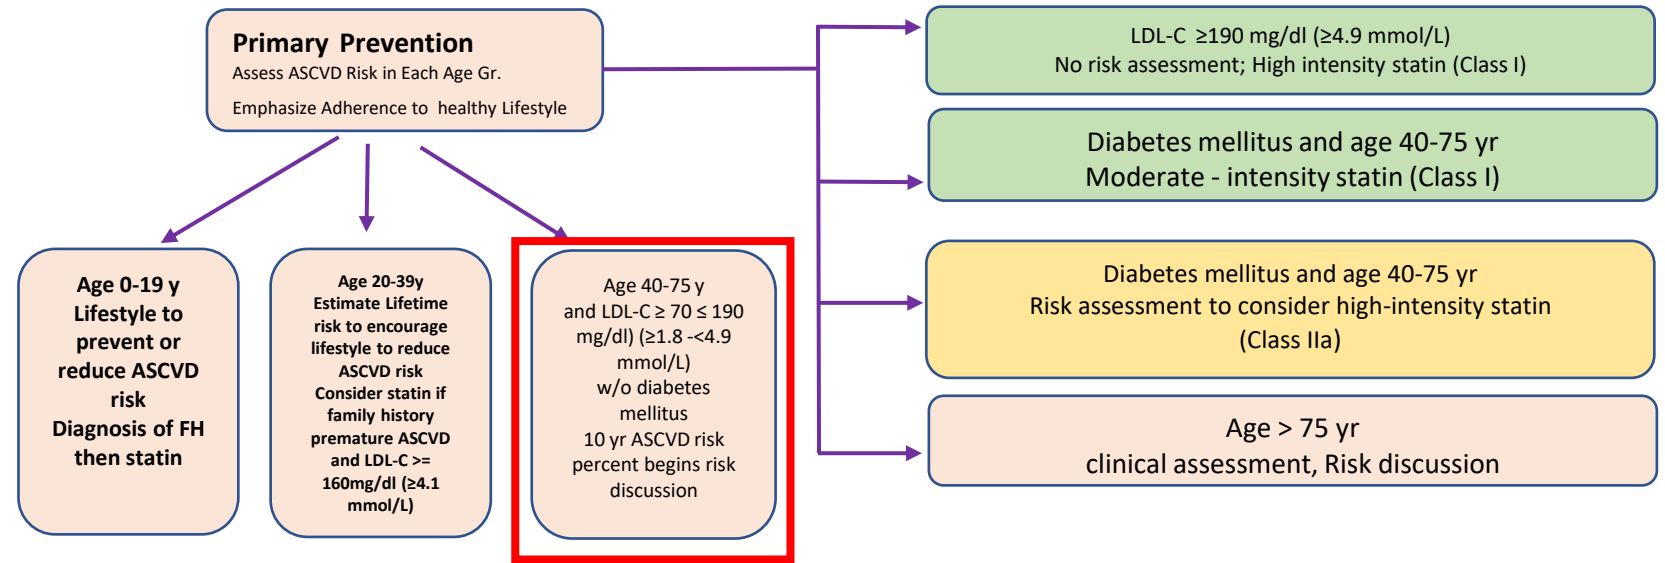 Primary Prevention
Assess ASCVD Risk in Each Age Gr.
Emphasize Adherence to healthy Lifestyle
LDL-C ≥190 mg/dl (≥4.9 mmol/L)
No risk assessment; High intensity statin (Class I)
Diabetes mellitus and age 40-75 yr
Moderate - intensity statin (Class I)
Diabetes mellitus and age 40-75 yr
Risk assessment to consider high-intensity statin
(Class IIa)
Age > 75 yr
clinical assessment, Risk discussion
Age 0-19 y
Lifestyle to
prevent or
reduce ASCVD
risk
Diagnosis of FH
then statin
Age 20-39y
Estimate Lifetime
risk to encourage
lifestyle to reduce
ASCVD risk
Consider statin if
family history
premature ASCVD
and LDL-C >=
160mg/dl (≥4.1
mmol/L)
Age 40-75 y
and LDL-C ≥ 70 ≤ 190
mg/dl) (≥1.8 -<4.9
mmol/L)
w/o diabetes
mellitus
10 yr ASCVD risk
percent begins risk
discussion